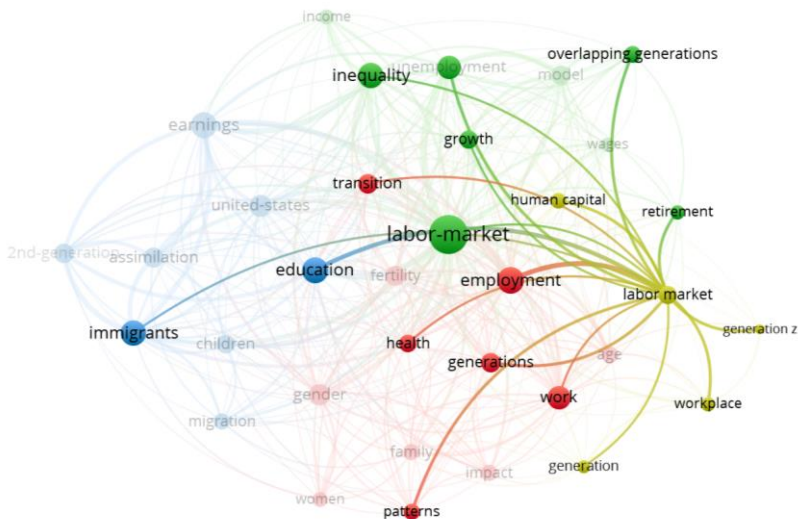 income
overlapping generations
unemployment
inequality
model
earnings
growth
wages
transition
human capital
united-states
retirement
labor-market
2nd-generation
assimilation
education
fertility
employment
labor market
immigrants
generation z
children
health
generations
age
gender
work
workplace
migration
family
generation
impact
women
patterns